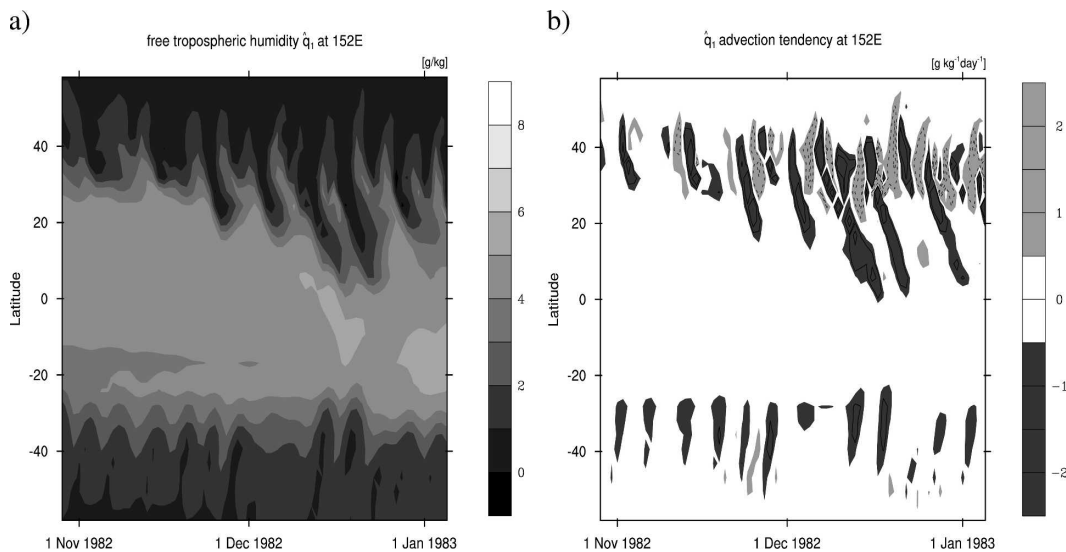 a)
free tropospheric humidity q̂₁ at 152E
[g/kg]
Latitude
40
20
0
-20
-40
8
6
4
2
0
1 Nov 1982
1 Dec 1982
1 Jan 1983
b)
q̂₁ advection tendency at 152E
[g kg⁻¹day⁻¹]
Latitude
40
20
0
-20
-40
2
1
0
-1
-2
1 Nov 1982
1 Dec 1982
1 Jan 1983